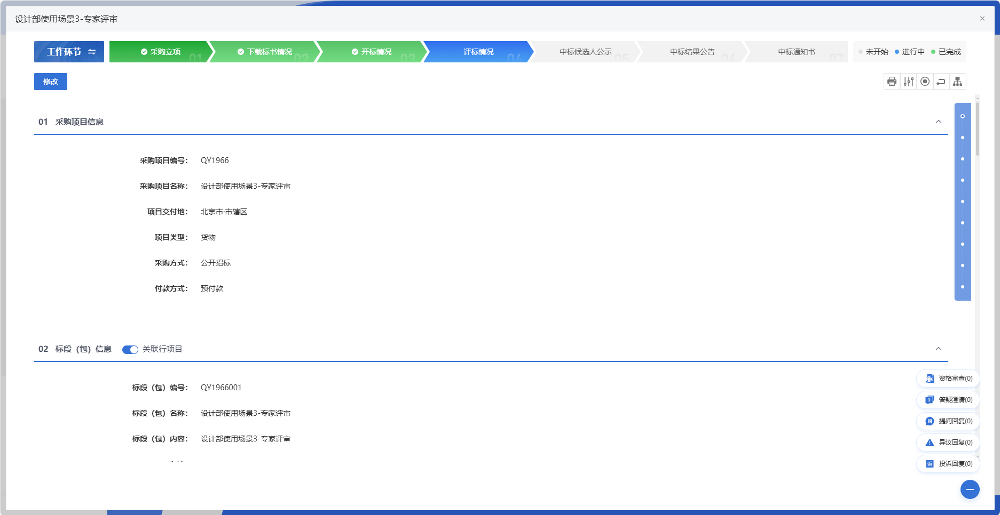 设计部使用场景3-专家评审
工作环节
采购立项 01
下载标书情况 02
开标情况 03
评标情况 04
中标候选人公示 05
中标结果公告 06
中标通知书 07
未开始 进行中 已完成
修改
01 采购项目信息
采购项目编号： QY1966
采购项目名称： 设计部使用场景3-专家评审
项目交付地： 北京市·市辖区
项目类型： 货物
采购方式： 公开招标
付款方式： 预付款
02 标段（包）信息 关联行项目
标段（包）编号： QY1966001
标段（包）名称： 设计部使用场景3-专家评审
标段（包）内容： 设计部使用场景3-专家评审
资格审查(0)
答疑澄清(0)
问 提问回复(0)
异议回复(0)
诉 投诉回复(0)